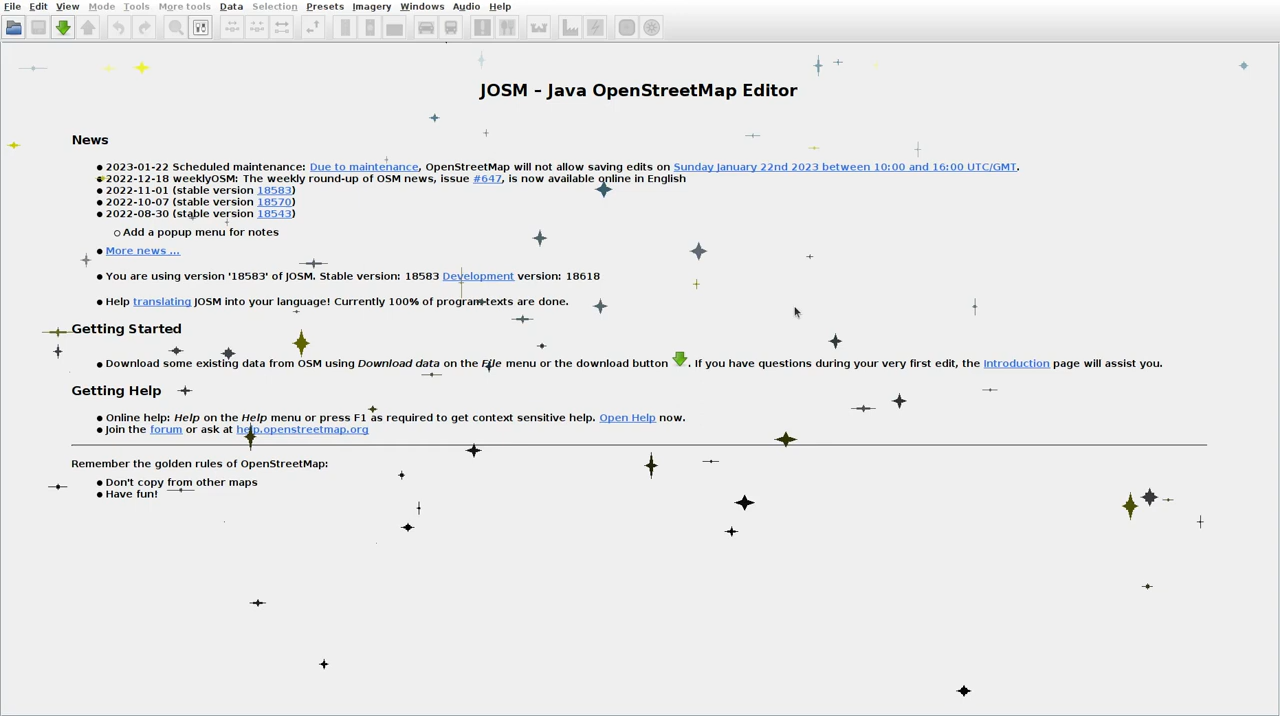 File Edit View Mode Tools More tools Data Selection Presets Imagery Windows Audio Help
JOSM – Java OpenStreetMap Editor
News
2023-01-22 Scheduled maintenance: Due to maintenance, OpenStreetMap will not allow saving edits on Sunday January 22nd 2023 between 10:00 and 16:00 UTC/GMT.
2022-12-18 weeklyOSM: The weekly round-up of OSM news, issue #647, is now available online in English
2022-11-01 (stable version 18583)
2022-10-07 (stable version 18570)
2022-08-30 (stable version 18543)
Add a popup menu for notes
More news ...
You are using version '18583' of JOSM. Stable version: 18583 Development version: 18618
Help translating JOSM into your language! Currently 100% of program texts are done.
Getting Started
Download some existing data from OSM using Download data on the File menu or the download button . If you have questions during your very first edit, the Introduction page will assist you.
Getting Help
Online help: Help on the Help menu or press F1 as required to get context sensitive help. Open Help now.
Join the forum or ask at help.openstreetmap.org
Remember the golden rules of OpenStreetMap:
Don't copy from other maps
Have fun!